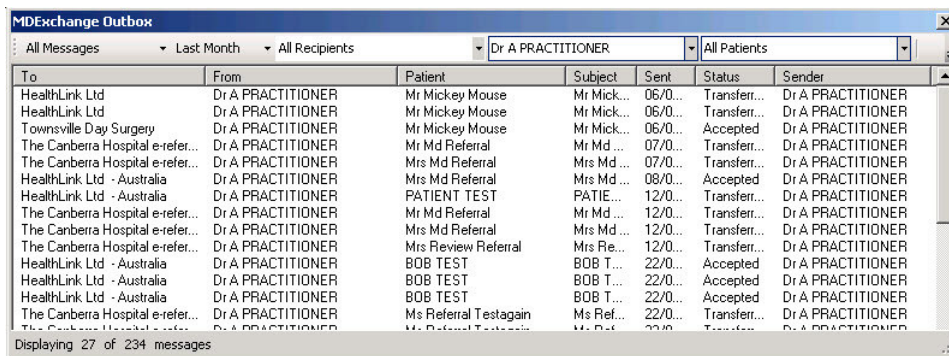 MDExchange Outbox
All Messages Last Month All Recipients Dr A PRACTITIONER All Patients
To From Patient Subject Sent Status Sender
HealthLink Ltd Dr A PRACTITIONER Mr Mickey Mouse Mr Mick... 06/0... Transferr... Dr A PRACTITIONER
HealthLink Ltd Dr A PRACTITIONER Mr Mickey Mouse Mr Mick... 06/0... Transferr... Dr A PRACTITIONER
Townsville Day Surgery Dr A PRACTITIONER Mr Mickey Mouse Mr Mick... 06/0... Accepted Dr A PRACTITIONER
The Canberra Hospital e-refer... Dr A PRACTITIONER Mr Md Referral Mr Md ... 07/0... Transferr... Dr A PRACTITIONER
The Canberra Hospital e-refer... Dr A PRACTITIONER Mrs Md Referral Mrs Md ... 07/0... Transferr... Dr A PRACTITIONER
HealthLink Ltd - Australia Dr A PRACTITIONER Mrs Md Referral Mrs Md ... 08/0... Accepted Dr A PRACTITIONER
HealthLink Ltd - Australia Dr A PRACTITIONER PATIENT TEST PATIE... 12/0... Transferr... Dr A PRACTITIONER
The Canberra Hospital e-refer... Dr A PRACTITIONER Mr Md Referral Mr Md ... 12/0... Transferr... Dr A PRACTITIONER
The Canberra Hospital e-refer... Dr A PRACTITIONER Mrs Md Referral Mrs Md ... 12/0... Transferr... Dr A PRACTITIONER
The Canberra Hospital e-refer... Dr A PRACTITIONER Mrs Review Referral Mrs Re... 12/0... Transferr... Dr A PRACTITIONER
HealthLink Ltd - Australia Dr A PRACTITIONER BOB TEST BOB T... 22/0... Accepted Dr A PRACTITIONER
HealthLink Ltd - Australia Dr A PRACTITIONER BOB TEST BOB T... 22/0... Accepted Dr A PRACTITIONER
HealthLink Ltd - Australia Dr A PRACTITIONER BOB TEST BOB T... 22/0... Accepted Dr A PRACTITIONER
The Canberra Hospital e-refer... Dr A PRACTITIONER Ms Referral Testagain Ms Ref... 22/0... Transferr... Dr A PRACTITIONER
Displaying 27 of 234 messages